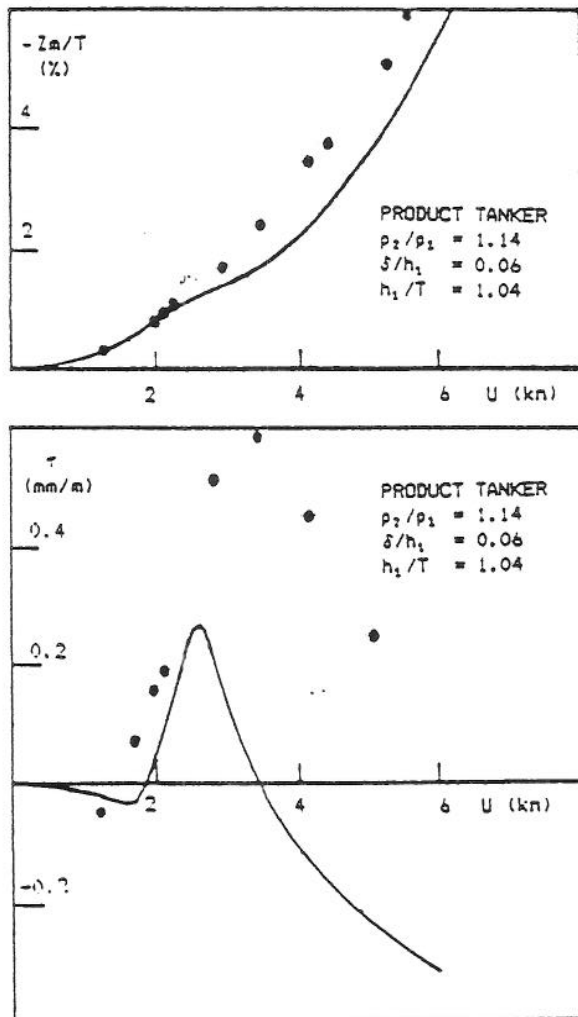 -Zm/T
(%)
4
2
PRODUCT TANKER
ρ₂/ρ₁ = 1.14
δ/h₁ = 0.06
h₁/T = 1.04
2
4
6
U (kn)
τ
(mm/m)
PRODUCT TANKER
ρ₂/ρ₁ = 1.14
δ/h₁ = 0.06
h₁/T = 1.04
0.4
0.2
2
4
6
U (kn)
-0.2